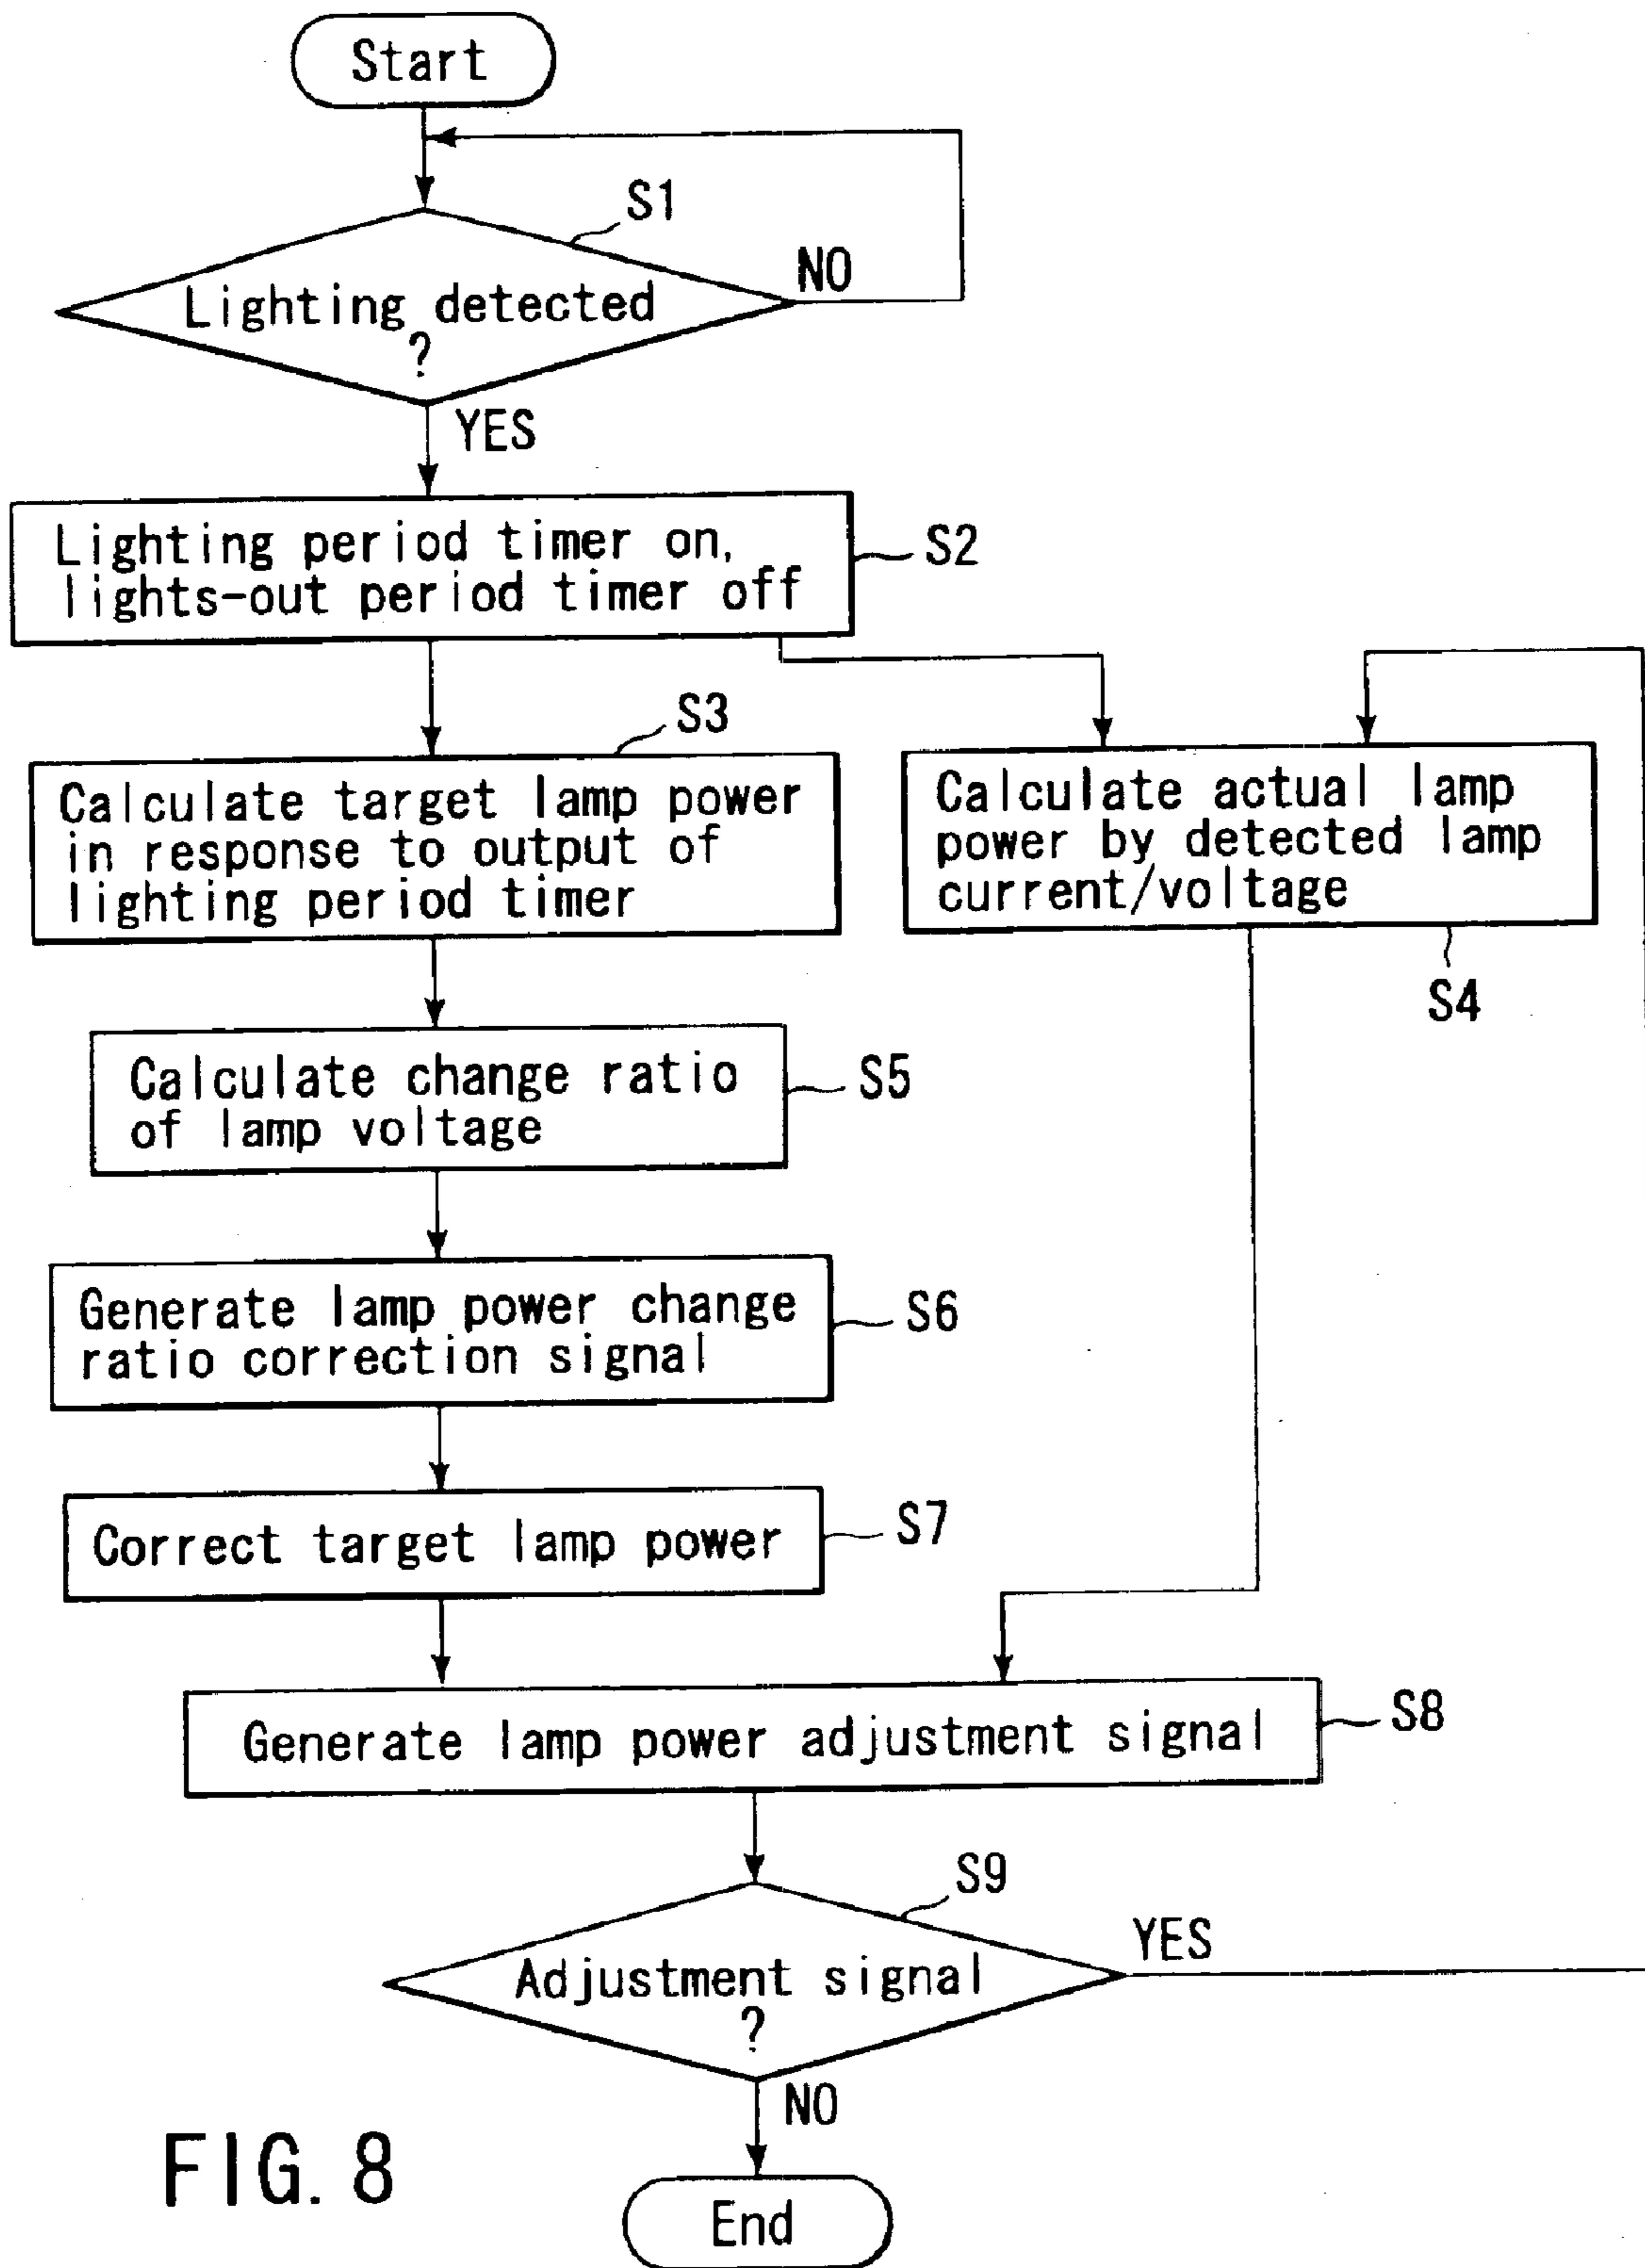 Start
S1
Lighting detected
?
NO
YES
Lighting period timer on,
lights-out period timer off
S2
S3
Calculate target lamp power
in response to output of
lighting period timer
Calculate actual lamp
power by detected lamp
current/voltage
S4
Calculate change ratio
of lamp voltage
S5
Generate lamp power change
ratio correction signal
S6
Correct target lamp power
S7
Generate lamp power adjustment signal
S8
S9
Adjustment signal
?
YES
NO
End
FIG. 8